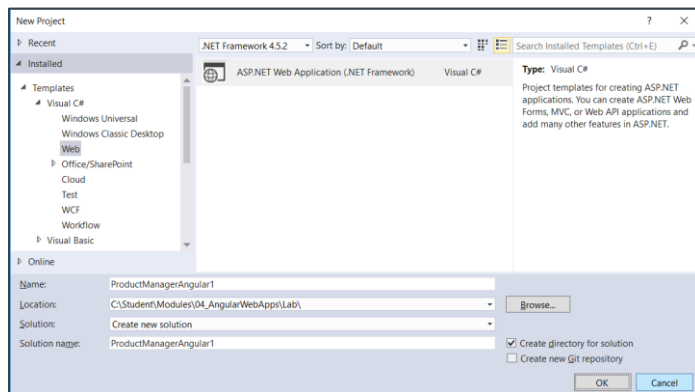 New Project
? ×
Recent
.NET Framework 4.5.2 Sort by: Default Search Installed Templates (Ctrl+E)
Installed
ASP.NET Web Application (.NET Framework) Visual C#
Type: Visual C#
Project templates for creating ASP.NET
applications. You can create ASP.NET Web
Forms, MVC, or Web API applications and
add many other features in ASP.NET.
Templates
Visual C#
Windows Universal
Windows Classic Desktop
Web
Office/SharePoint
Cloud
Test
WCF
Workflow
Visual Basic
Online
Name: ProductManagerAngular1
Location: C:\Student\Modules\04_AngularWebApps\Lab\ Browse...
Solution: Create new solution
Solution name: ProductManagerAngular1
Create directory for solution
Create new Git repository
OK Cancel